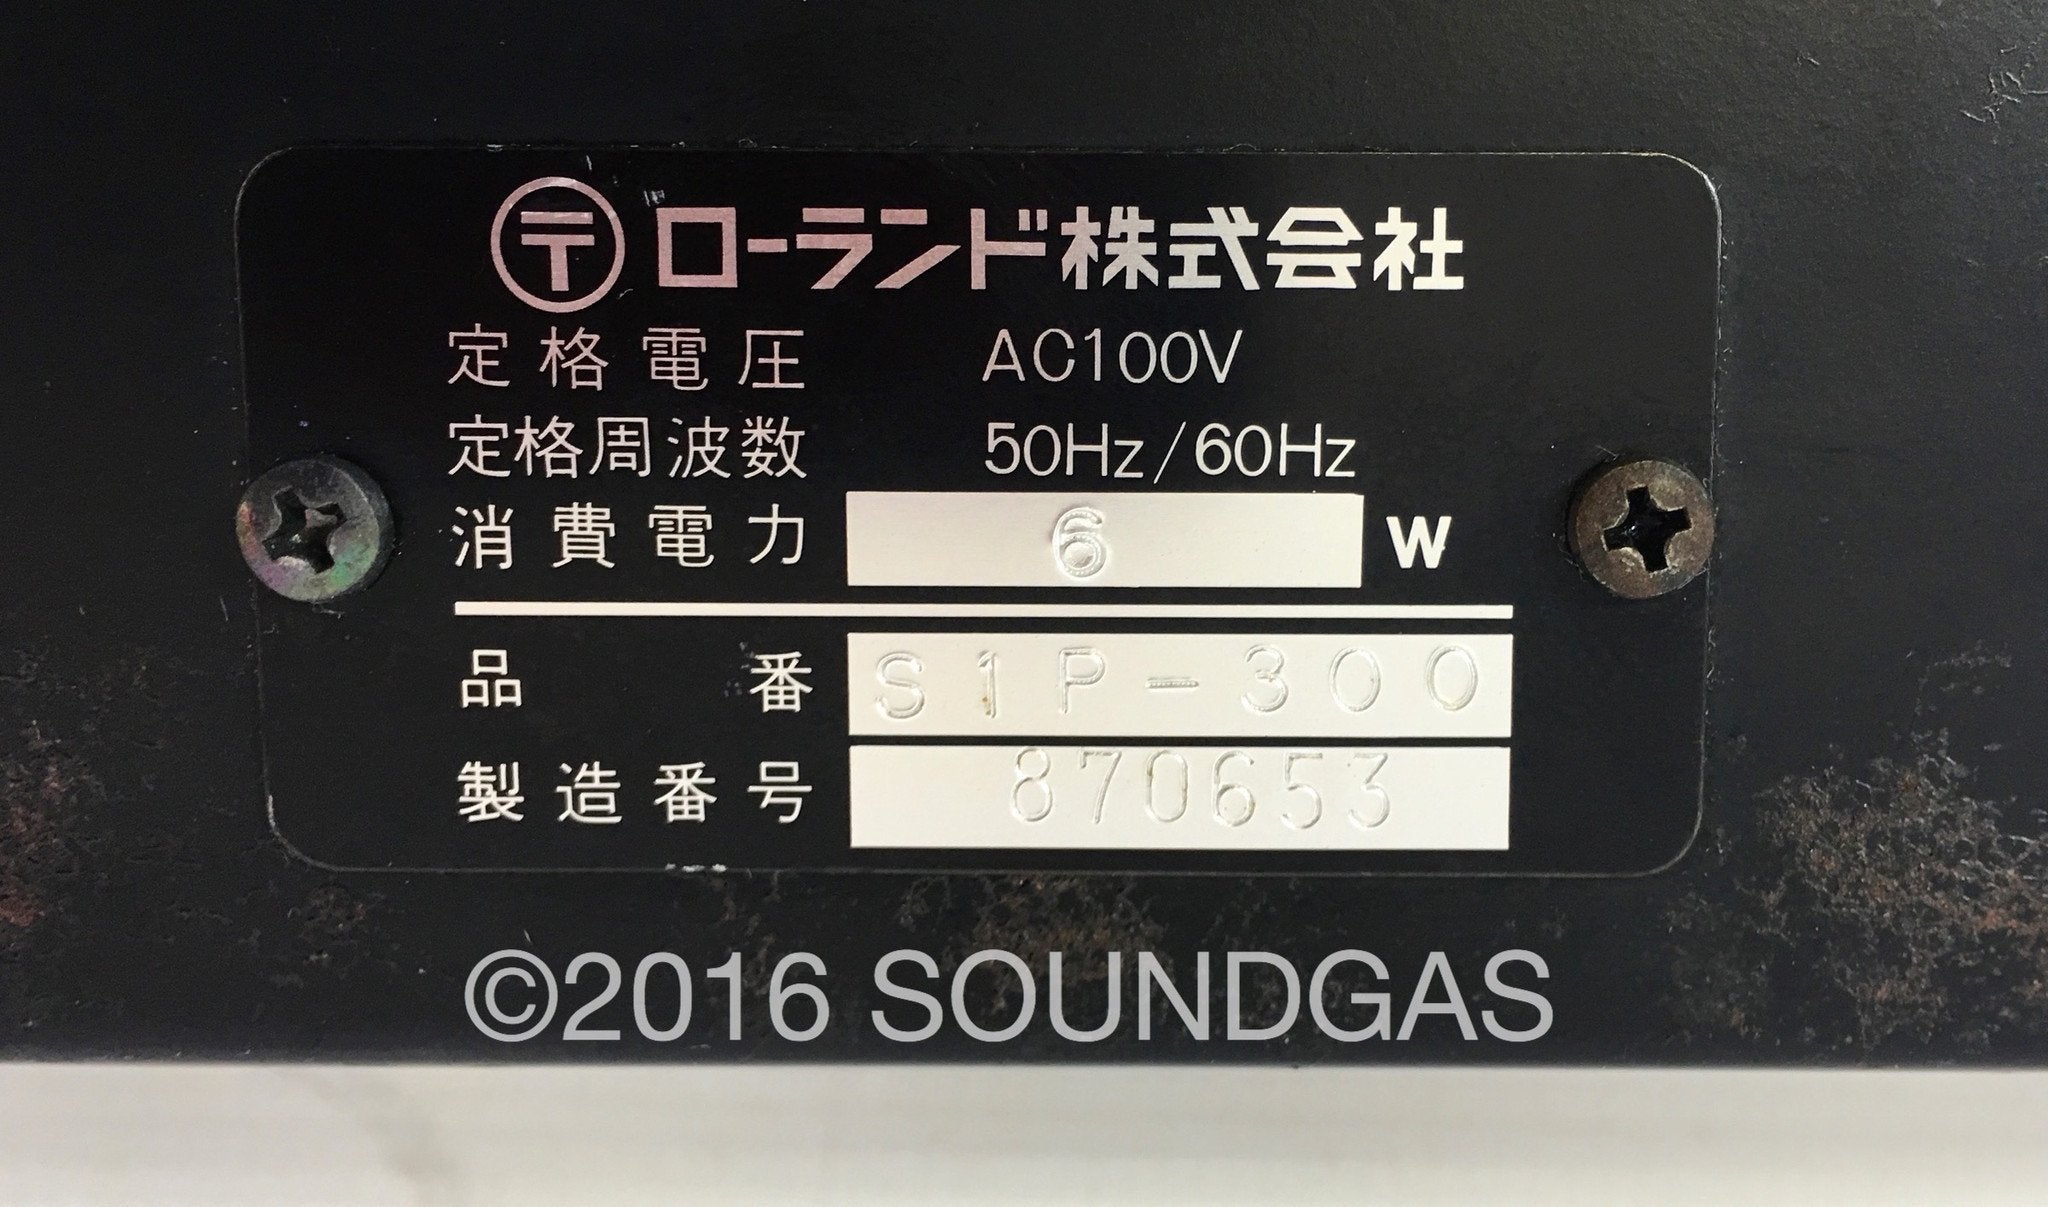 〒ローランド株式会社
定格電圧 AC100V
定格周波数 50Hz/60Hz
消費電力 6 W
品番 S1P-300
製造番号 870653
©2016 SOUNDGAS